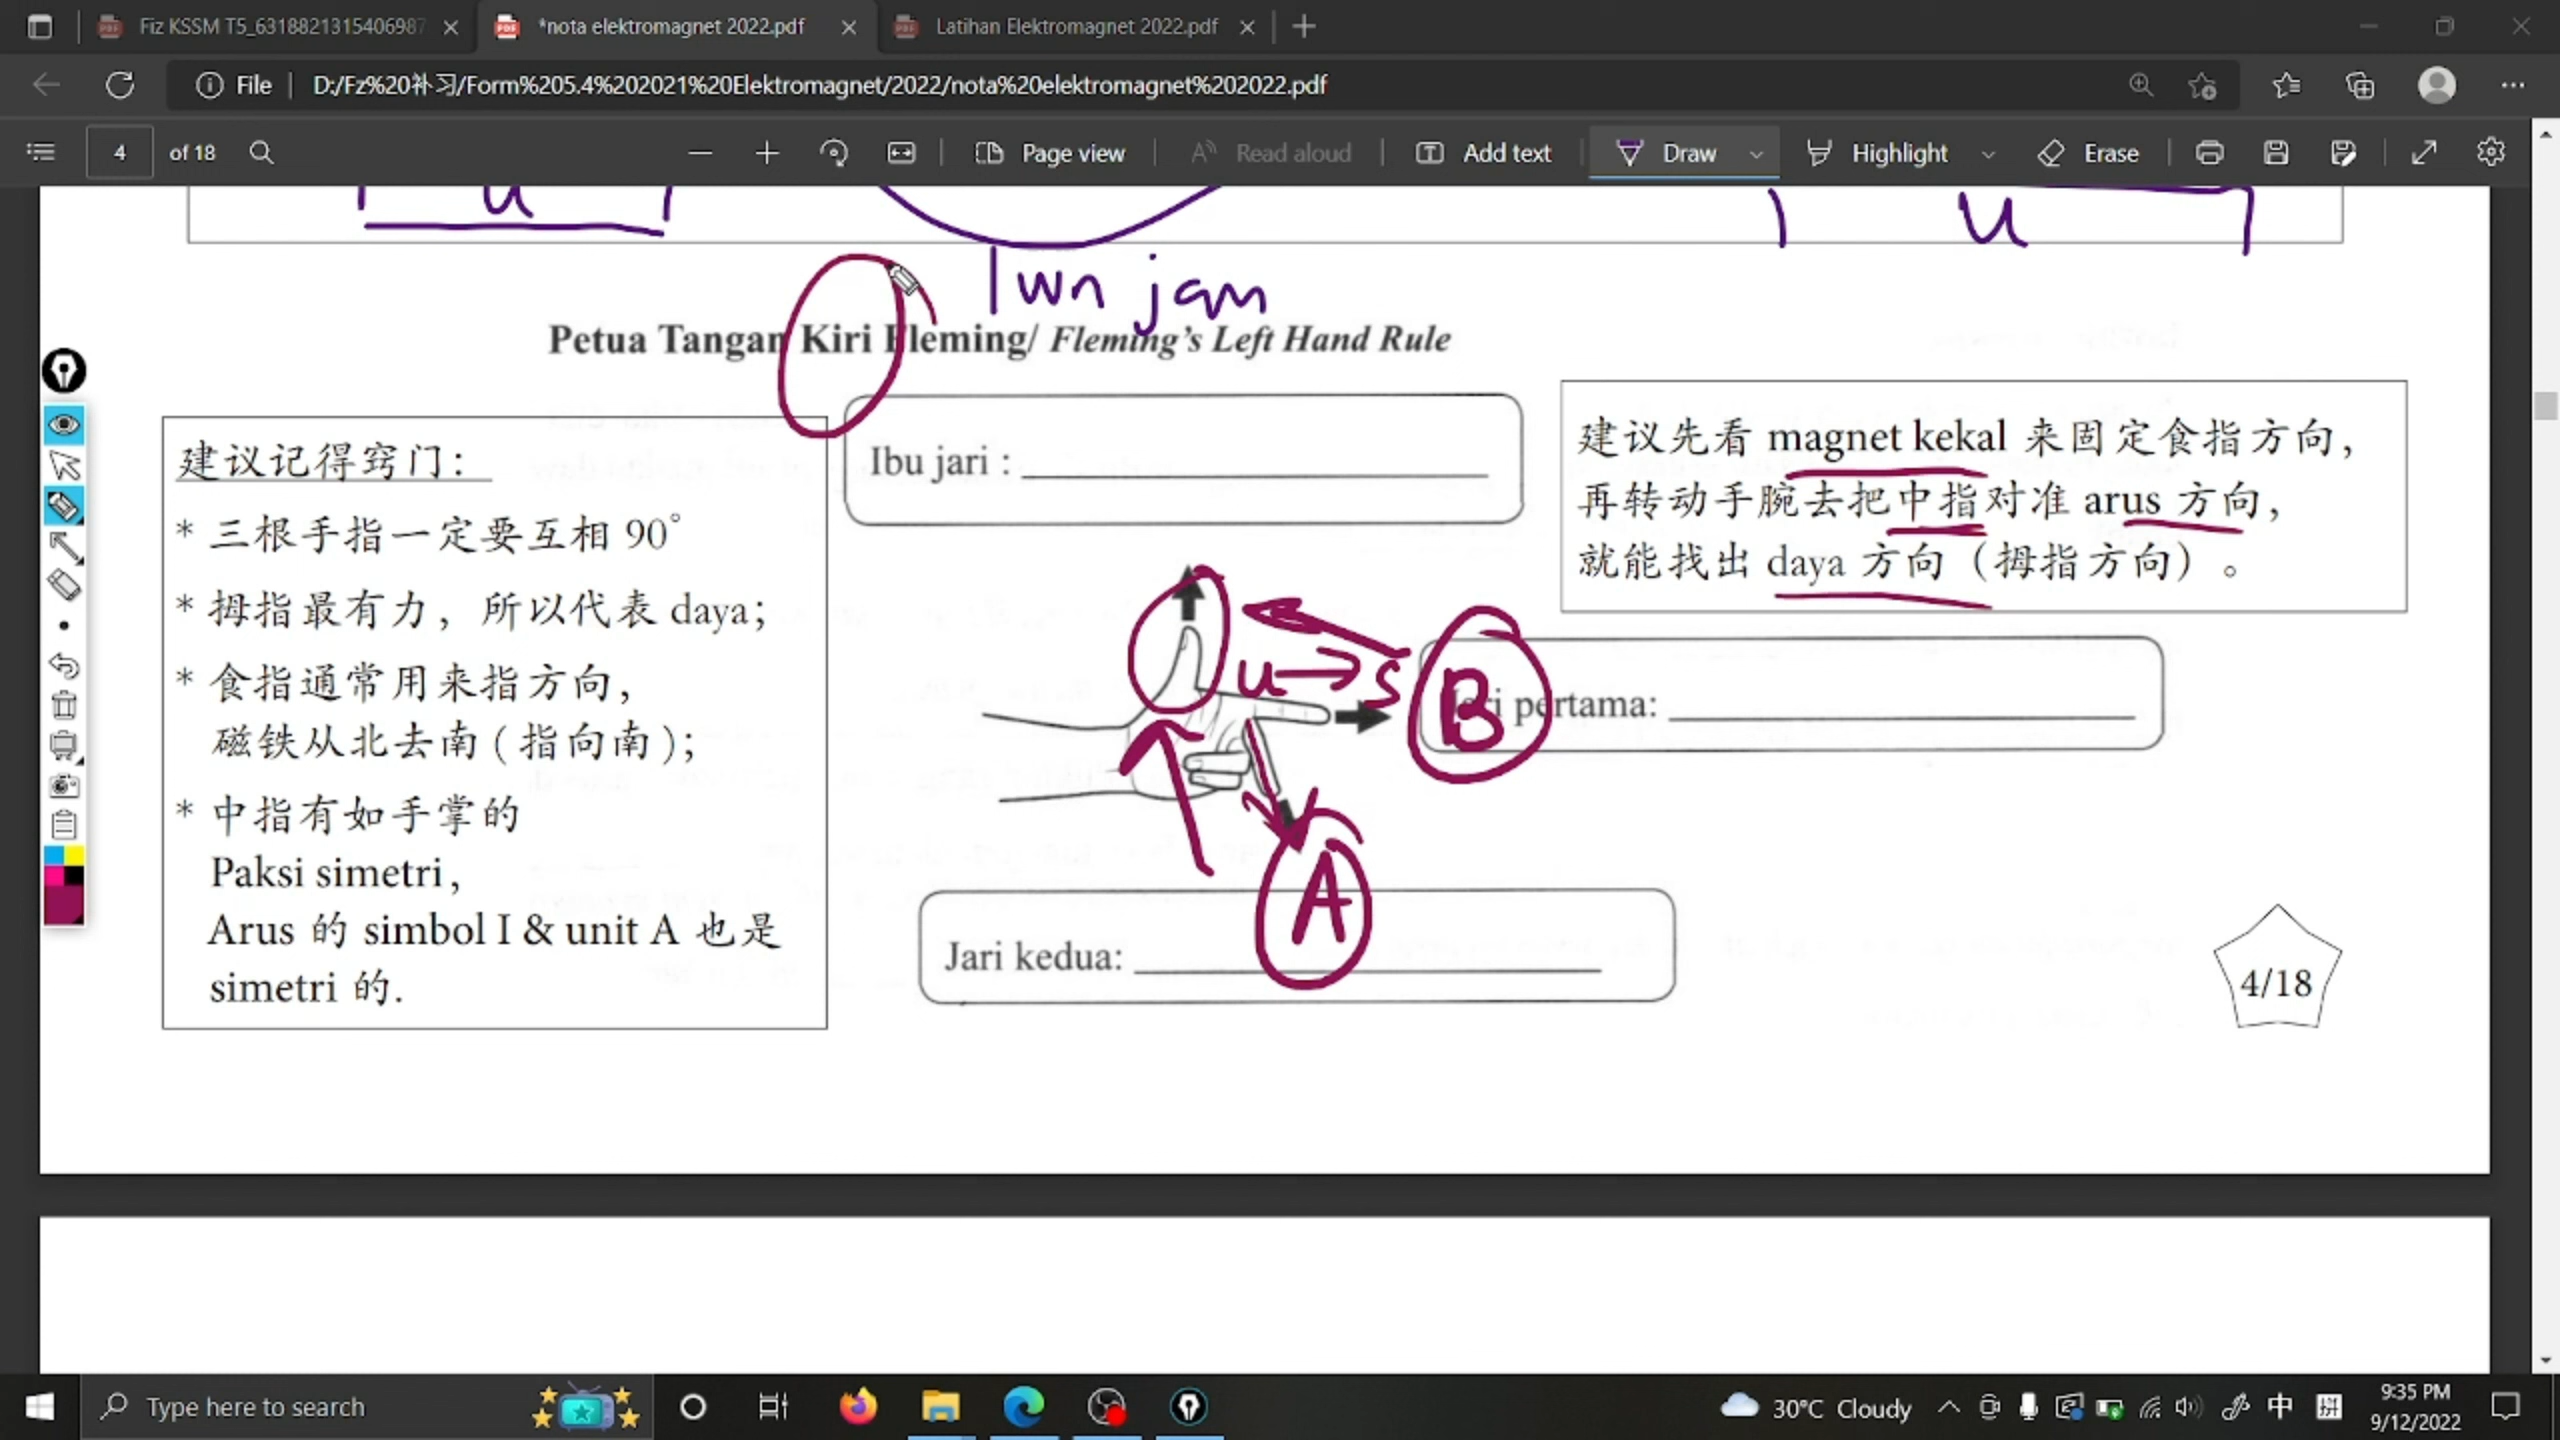 Fiz KSSM T5_6318821315406987
*nota elektromagnet 2022.pdf
Latihan Elektromagnet 2022.pdf
File
D:/Fz%20补习/Form%205.4%202021%20Elektromagnet/2022/nota%20elektromagnet%202022.pdf
4 of 18
Page view
Read aloud
Add text
Draw
Highlight
Erase
u
u
lwn jam
Petua Tangan Kiri Fleming/ Fleming's Left Hand Rule
建议记得窍门：
* 三根手指一定要互相 90°
* 拇指最有力，所以代表 daya；
* 食指通常用来指方向，
磁铁从北去南（指向南）；
* 中指有如手掌的
Paksi simetri，
Arus 的 simbol I & unit A 也是
simetri 的.
Ibu jari :
建议先看 magnet kekal 来固定食指方向，
再转动手腕去把中指对准 arus 方向，
就能找出 daya 方向（拇指方向）。
u→s
B
Jari pertama:
A
Jari kedua:
4/18
Type here to search
30°C Cloudy
中
拼
9:35 PM
9/12/2022